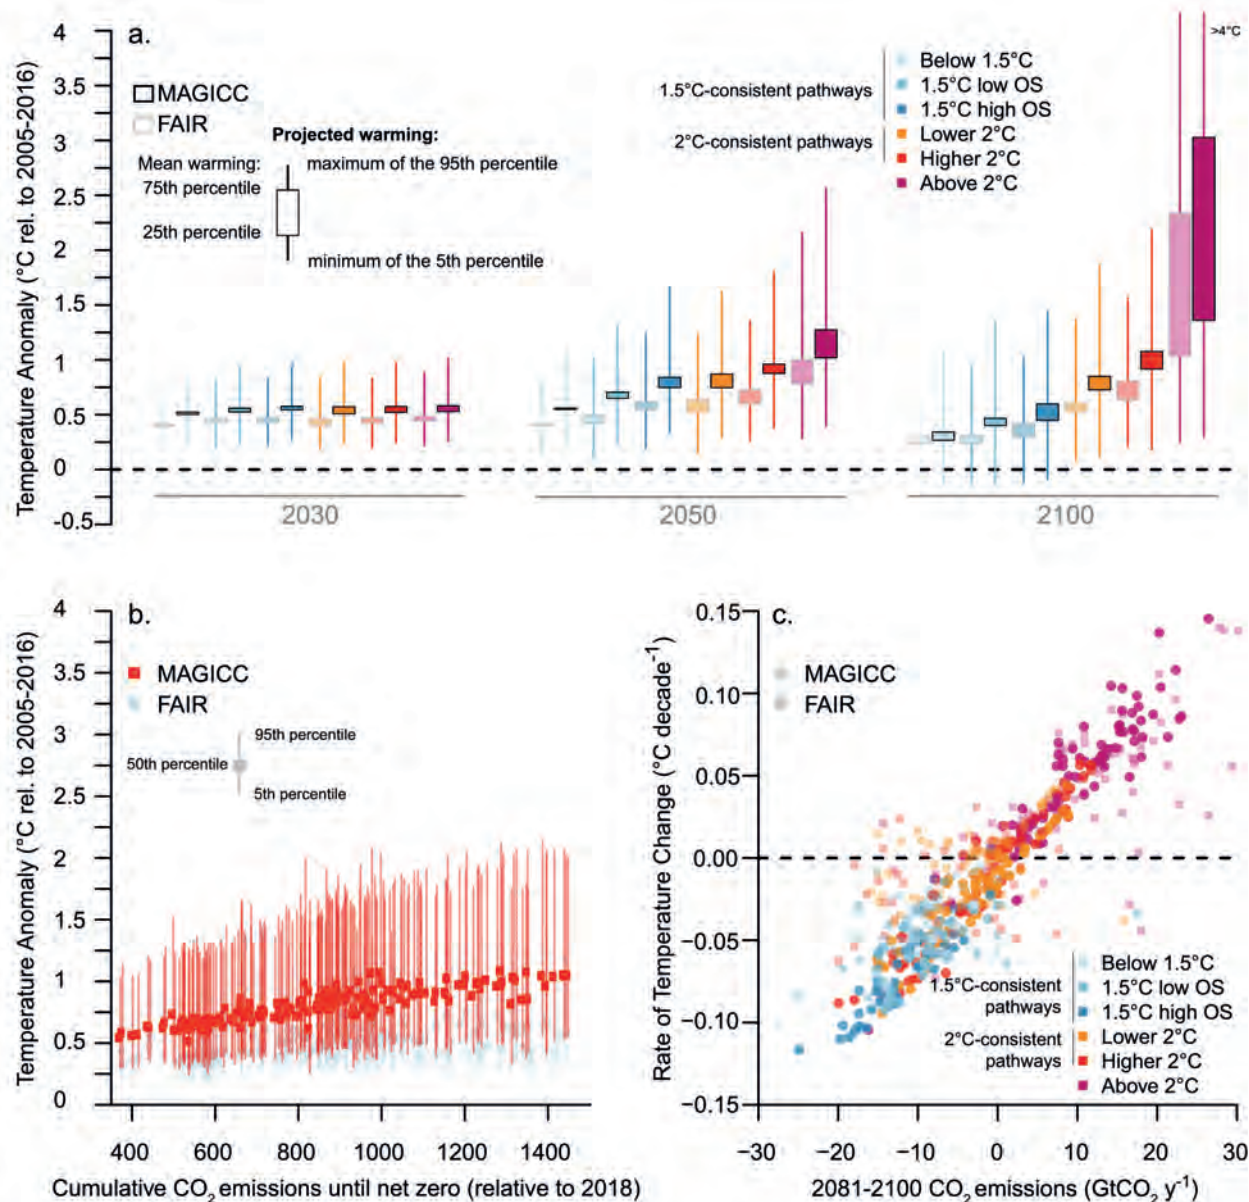 a.
Temperature Anomaly (°C rel. to 2005-2016)
4
3.5
3
2.5
2
1.5
1
0.5
0
-0.5
MAGICC
FAIR
Projected warming:
Mean warming:
75th percentile
25th percentile
maximum of the 95th percentile
minimum of the 5th percentile
1.5°C-consistent pathways
2°C-consistent pathways
Below 1.5°C
1.5°C low OS
1.5°C high OS
Lower 2°C
Higher 2°C
Above 2°C
>4°C
2030
2050
2100
b.
Temperature Anomaly (°C rel. to 2005-2016)
4
3.5
3
2.5
2
1.5
1
0.5
0
MAGICC
FAIR
95th percentile
50th percentile
5th percentile
400
600
800
1000
1200
1400
Cumulative CO₂ emissions until net zero (relative to 2018)
c.
Rate of Temperature Change (°C decade⁻¹)
0.15
0.10
0.05
0.00
−0.05
−0.10
−0.15
MAGICC
FAIR
1.5°C-consistent
pathways
2°C-consistent
pathways
Below 1.5°C
1.5°C low OS
1.5°C high OS
Lower 2°C
Higher 2°C
Above 2°C
−30
−20
−10
0
10
20
30
2081-2100 CO₂ emissions (GtCO₂ y⁻¹)